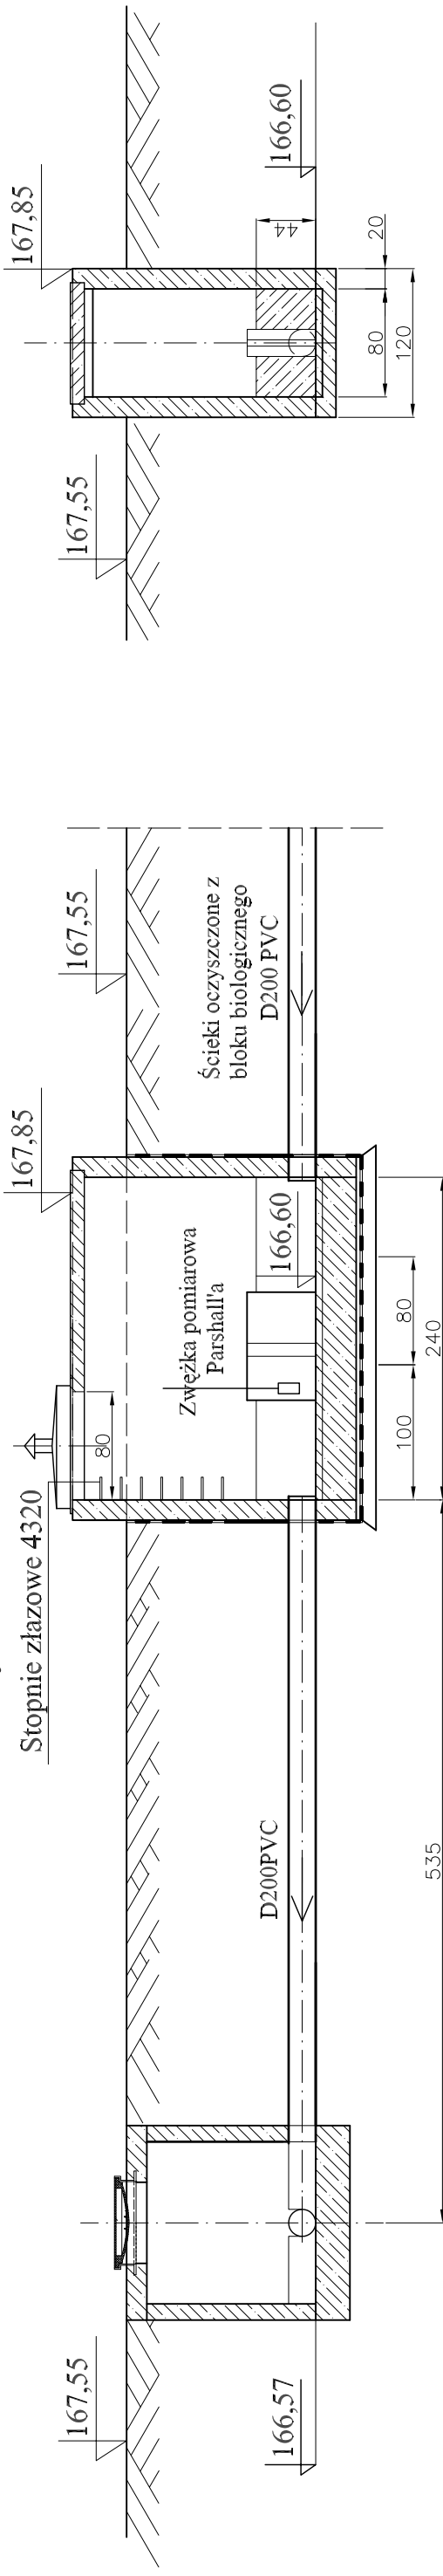 167,55
166,57
D200PVC
535
Stopnie złazowe 4320
80
Zwężka pomiarowa
Parshall'a
166,60
167,85
100
80
240
167,55
Ścieki oczyszczone z
bloku biologicznego
D200 PVC
167,55
167,85
166,60
44
20
80
120